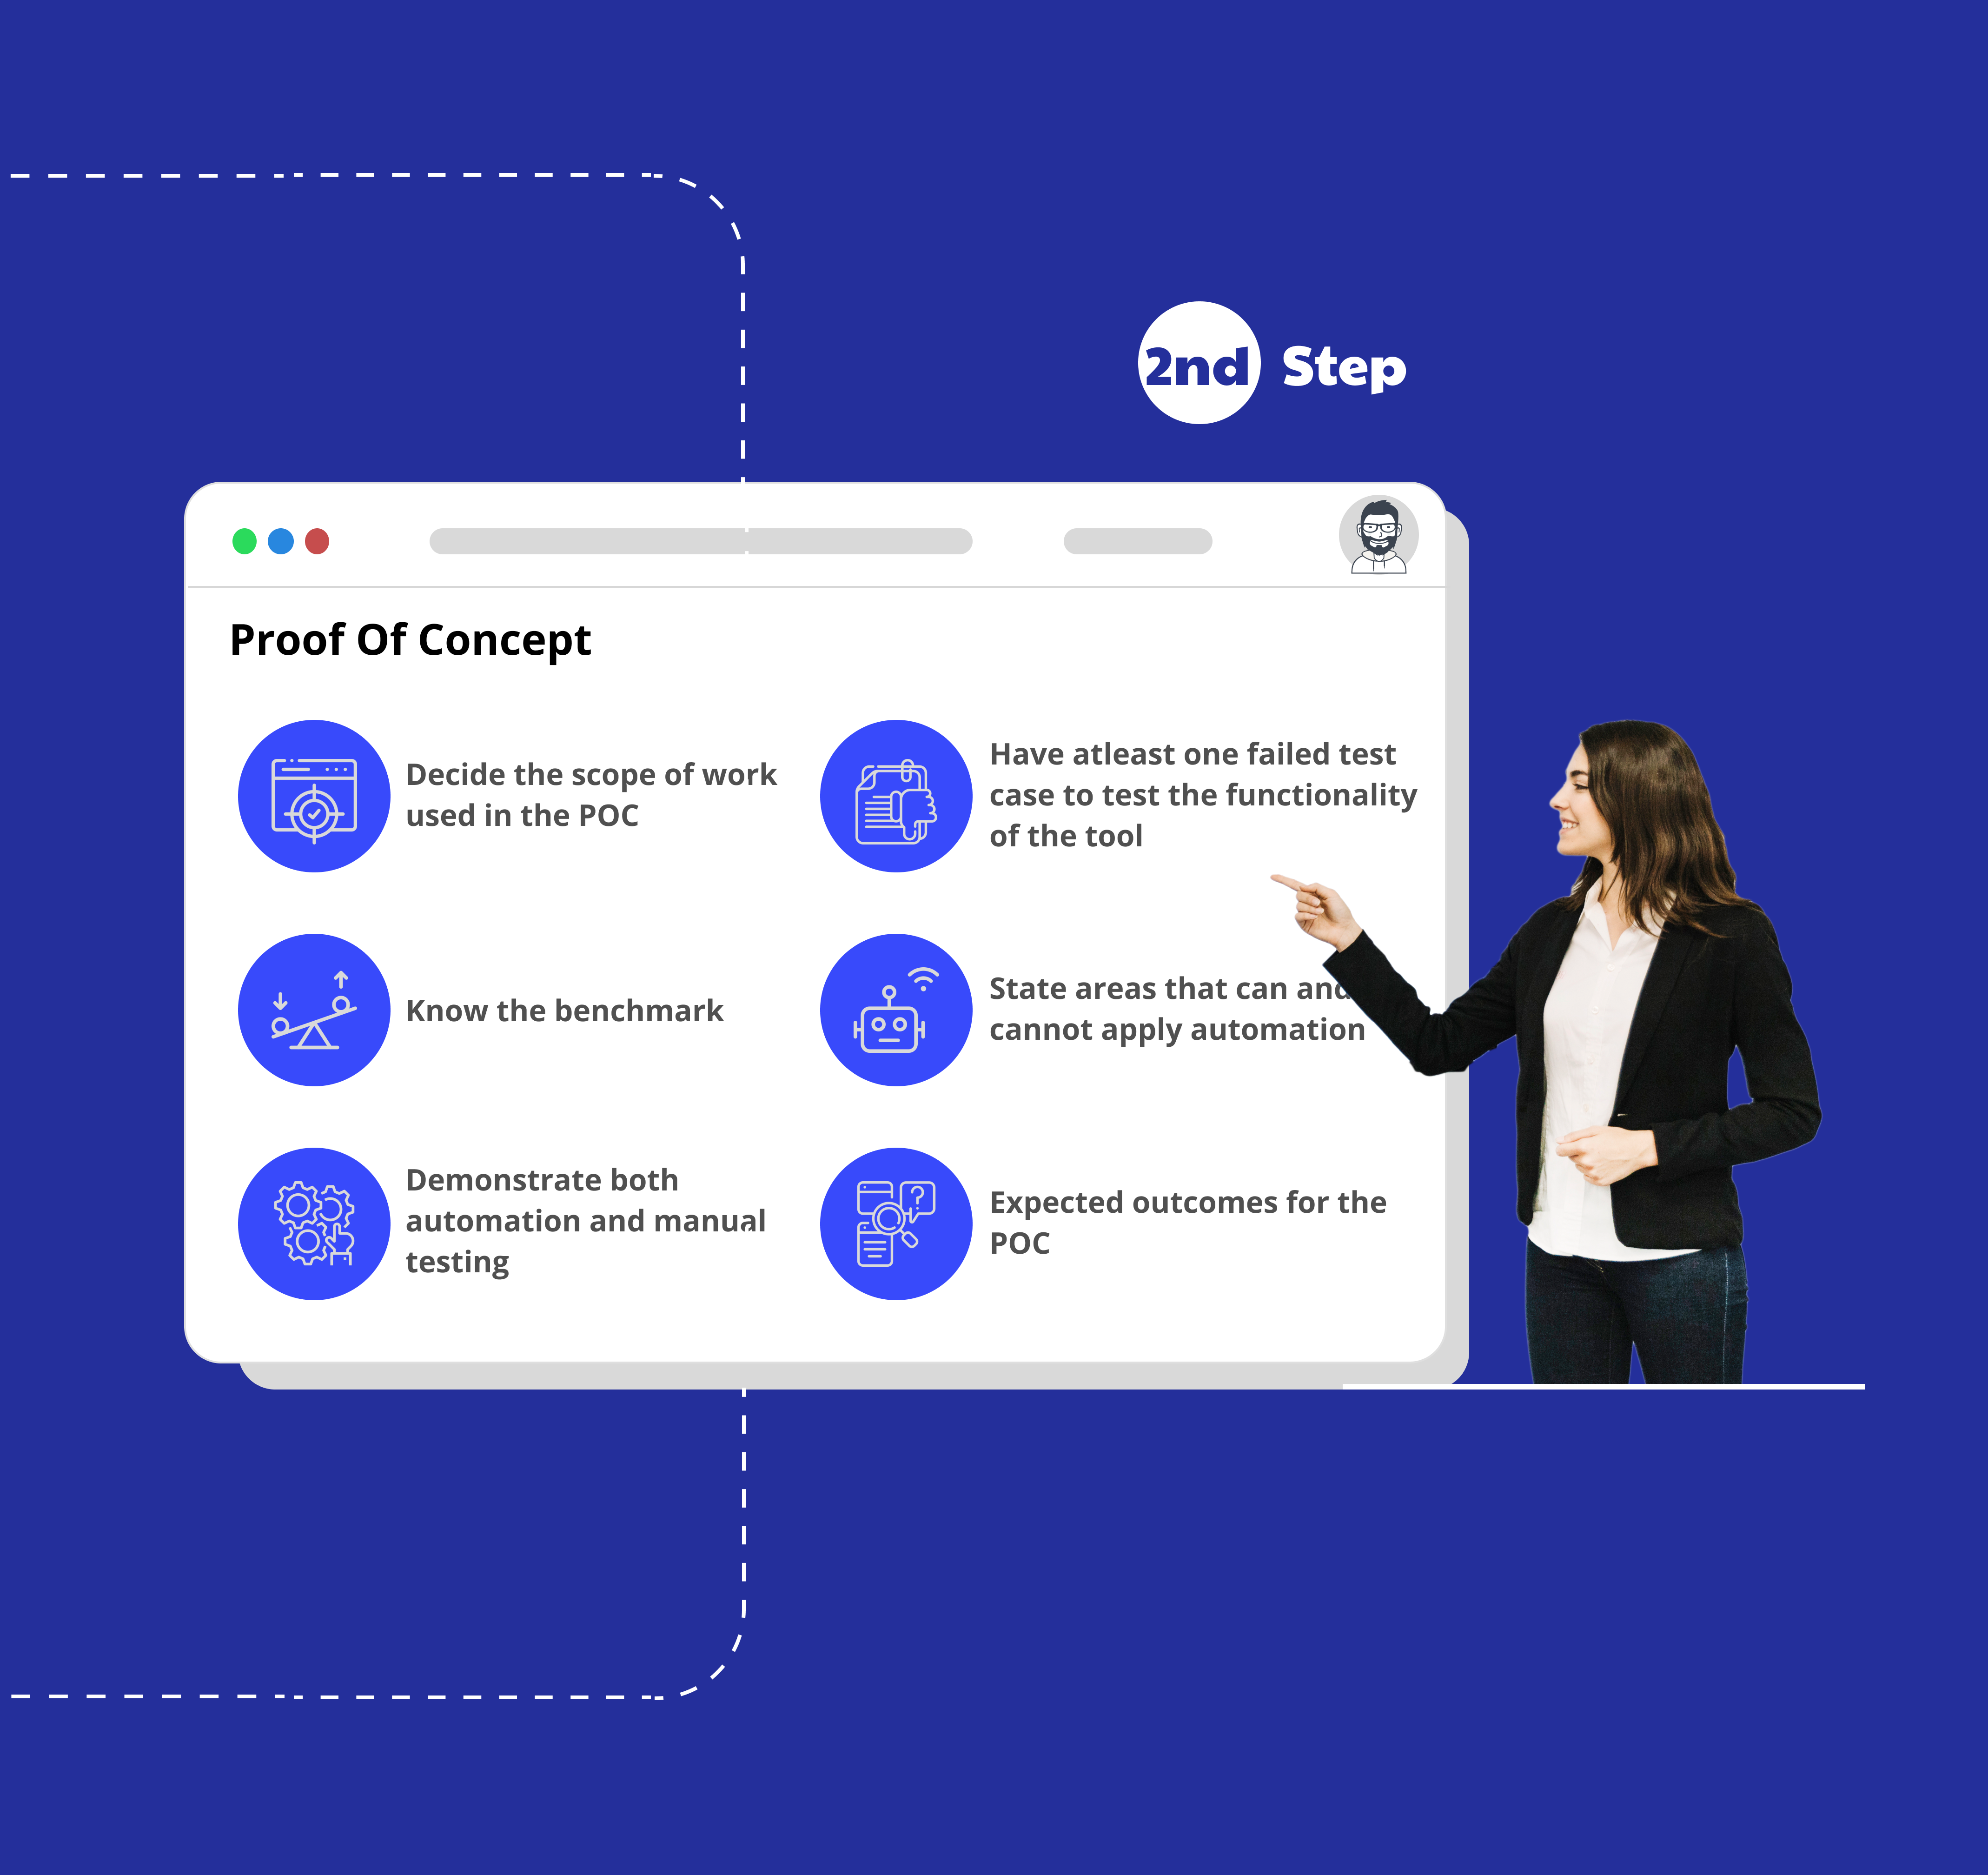 2nd Step
Proof Of Concept
Decide the scope of work
used in the POC
Have atleast one failed test
case to test the functionality
of the tool
Know the benchmark
State areas that can and
cannot apply automation
Demonstrate both
automation and manual
testing
Expected outcomes for the
POC